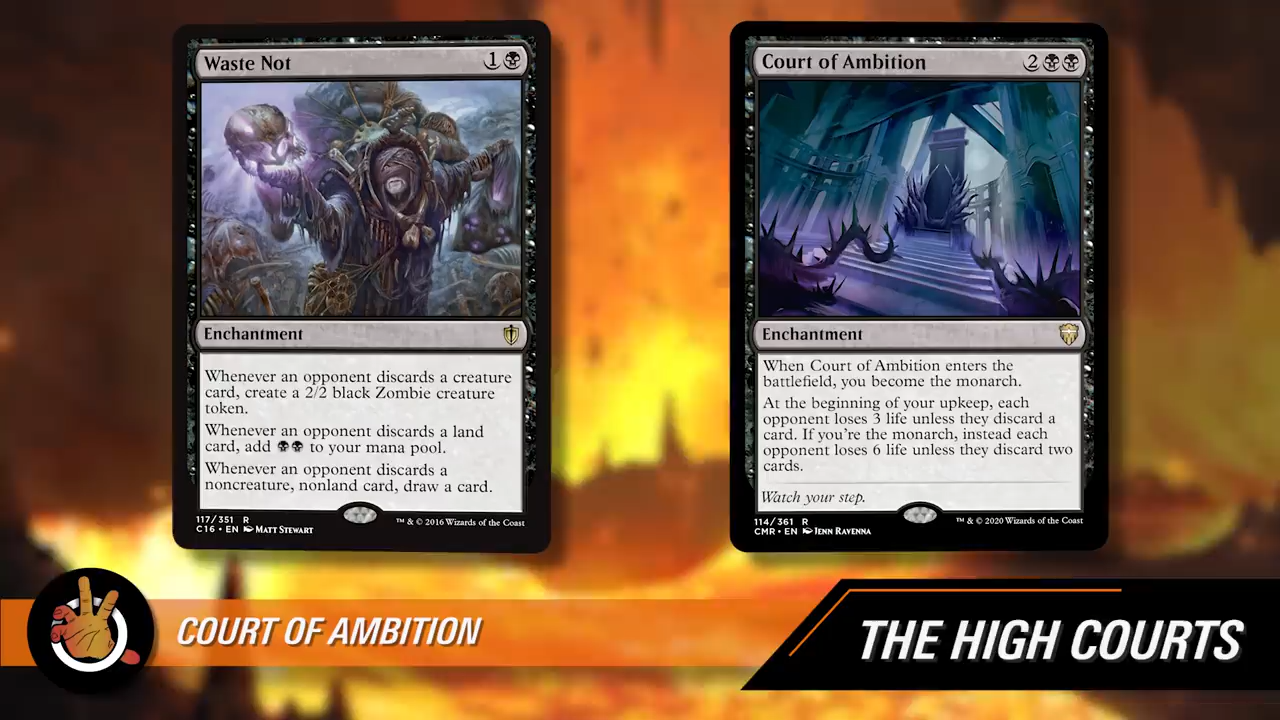 Waste Not 1
Enchantment
Whenever an opponent discards a creature
card, create a 2/2 black Zombie creature
token.
Whenever an opponent discards a land
card, add to your mana pool.
Whenever an opponent discards a
noncreature, nonland card, draw a card.
117/351 R
C16 • EN Matt Stewart
™ & © 2016 Wizards of the Coast
Court of Ambition 2
Enchantment
When Court of Ambition enters the
battlefield, you become the monarch.
At the beginning of your upkeep, each
opponent loses 3 life unless they discard a
card. If you're the monarch, instead each
opponent loses 6 life unless they discard two
cards.
Watch your step.
114/361 R
CMR • EN Jenn Ravenna
™ & © 2020 Wizards of the Coast
COURT OF AMBITION
THE HIGH COURTS